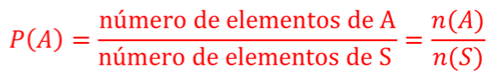 P(A) = número de elementos de A / número de elementos de S = n(A) / n(S)